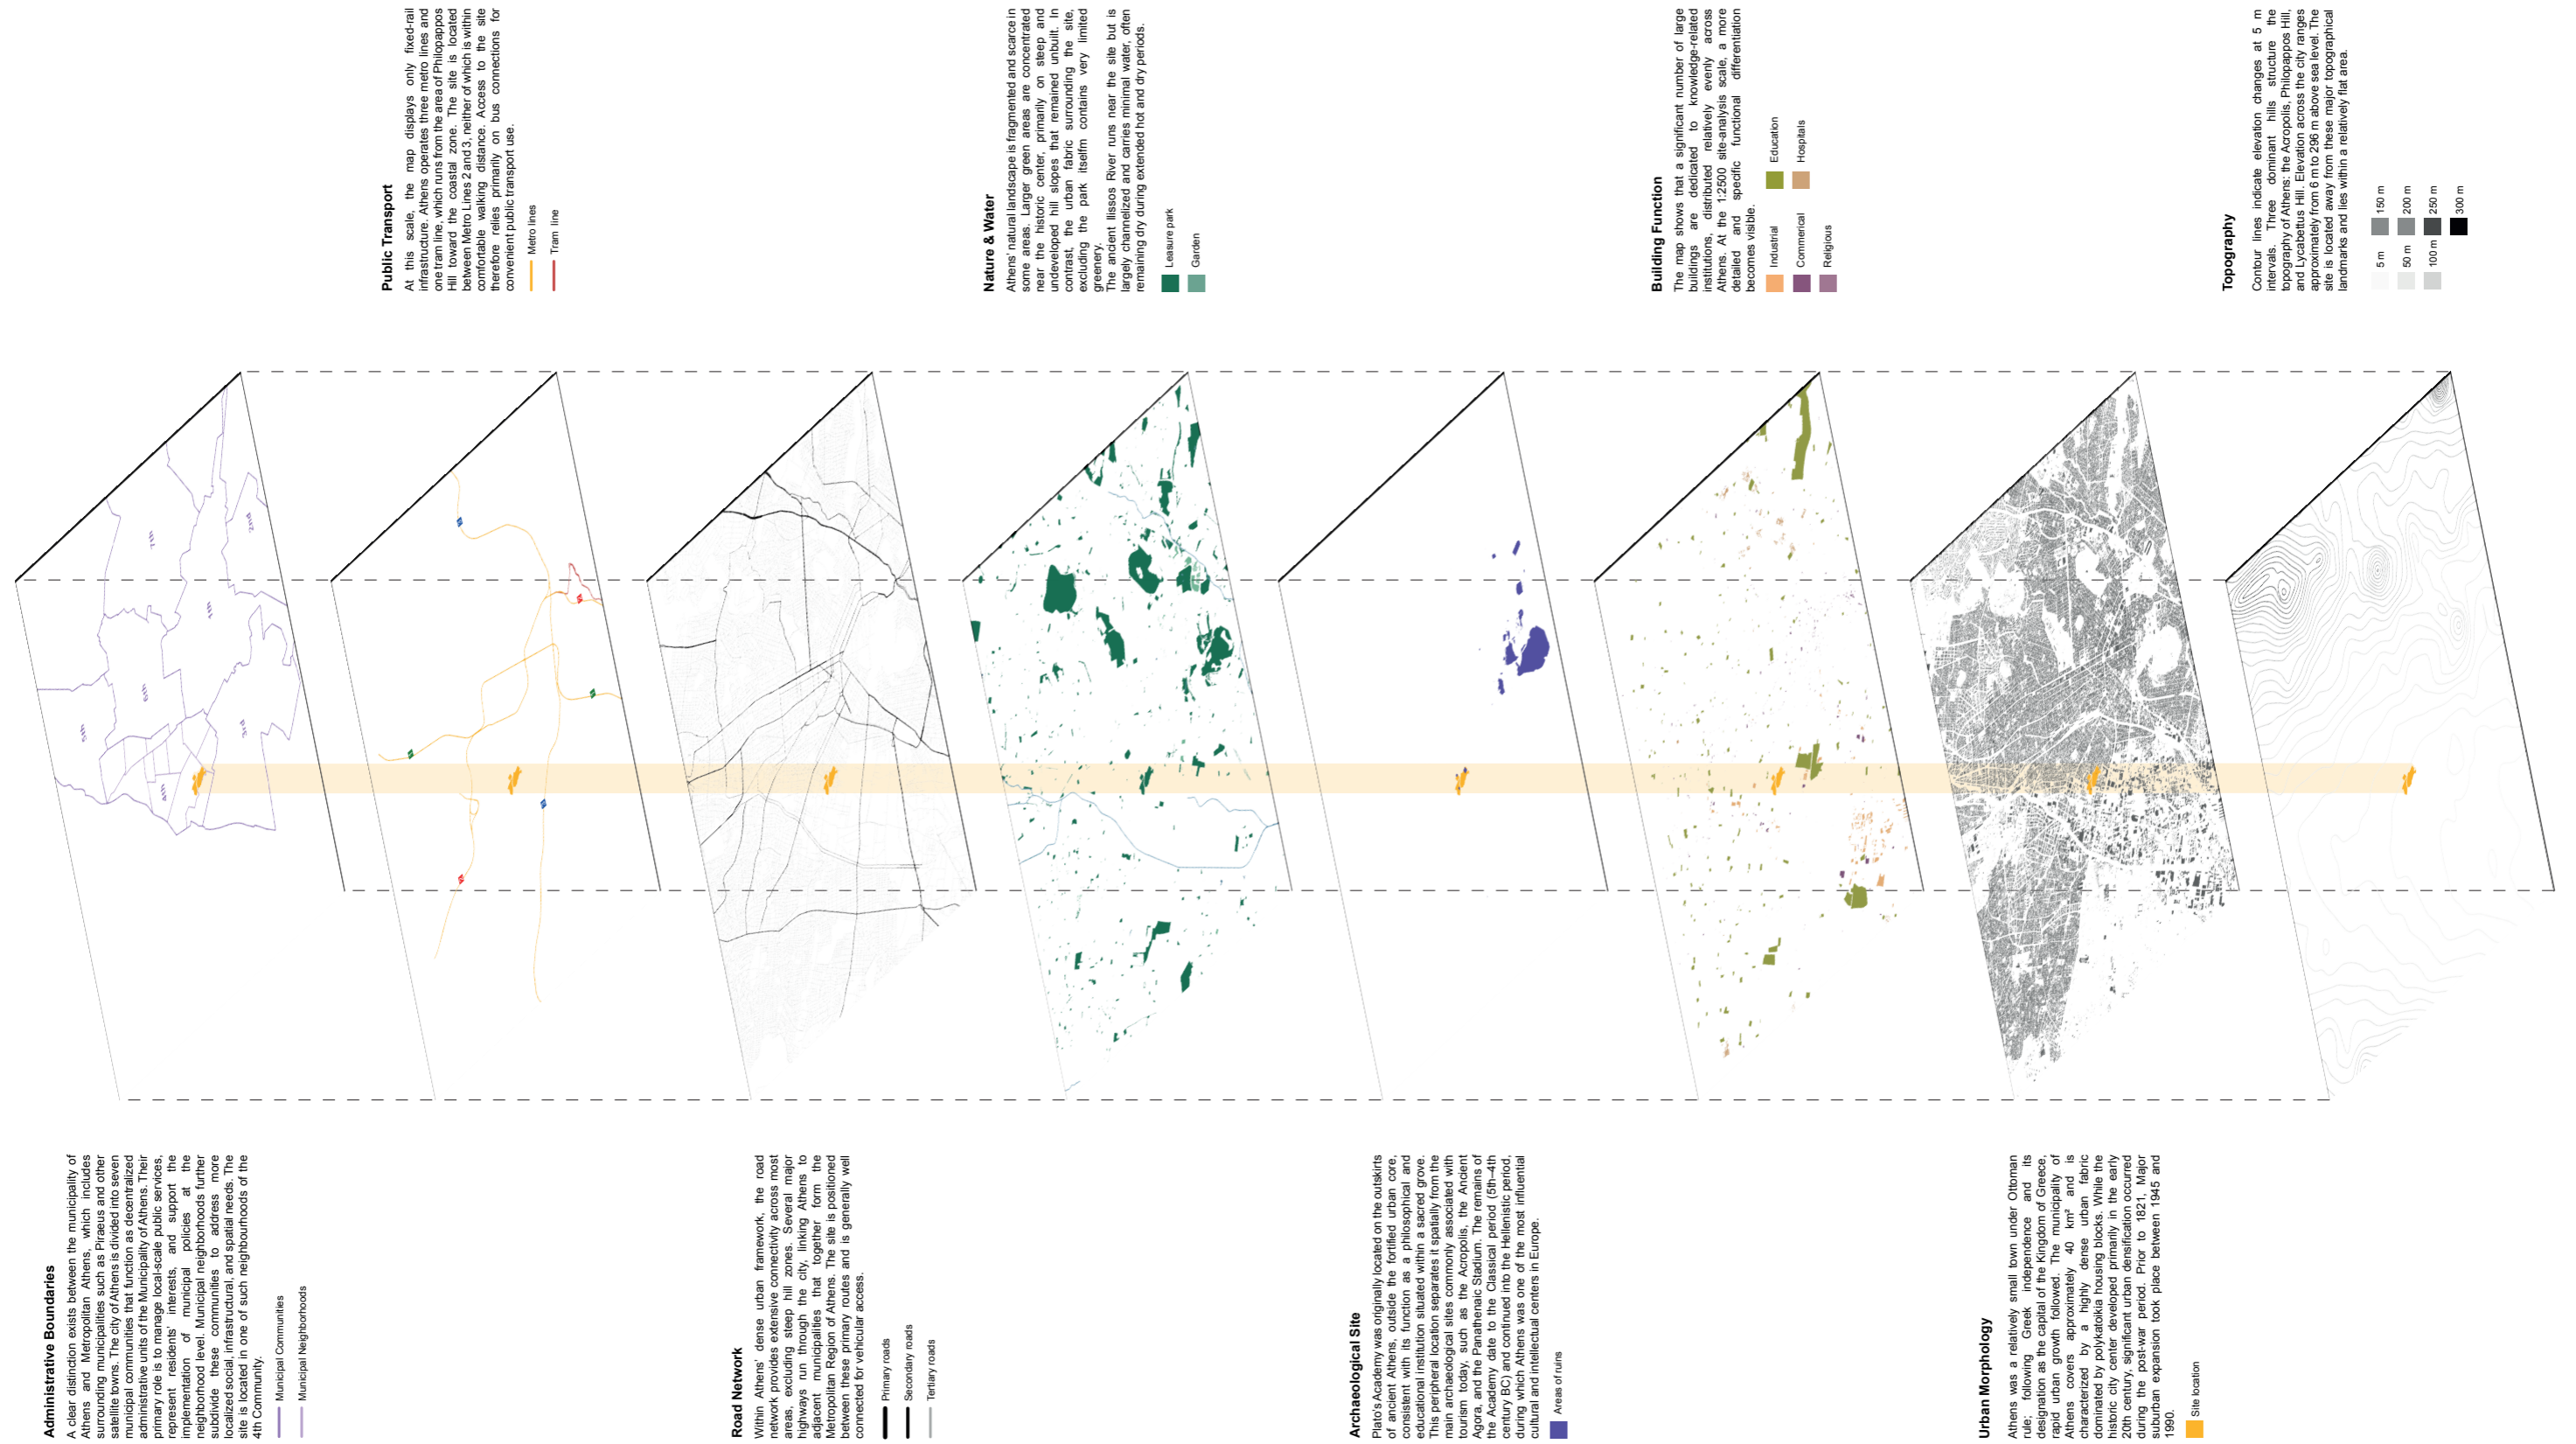 Administrative Boundaries
A clear distinction exists between the municipality of
Athens and Metropolitan Athens, which includes
surrounding municipalities such as Piraeus and other
satellite towns. The city of Athens is divided into seven
municipal communities that function as decentralized
administrative units of the Municipality of Athens. Their
primary role is to manage local-scale public services,
represent residents' interests, and support the
implementation of municipal policies at the
neighborhood level. Municipal neighborhoods further
subdivide these communities to address more
localized social, infrastructural, and spatial needs. The
site is located in one of such neighbourhoods of the
4th Community.
Municipal Communities
Municipal Neighborhoods
Public Transport
At this scale, the map displays only fixed-rail
infrastructure. Athens operates three metro lines and
one tram line, which runs from the area of Philopappos
Hill toward the coastal zone. The site is located
betweem Metro Lines 2 and 3, neither of which is within
comfortable walking distance. Access to the site
therefore relies primarily on bus connections for
convenient public transport use.
Metro lines
Tram line
Road Network
Within Athens' dense urban framework, the road
network provides extensive connectivity across most
areas, excluding steep hill zones. Several major
highways run through the city, linking Athens to
adjacent municipalities that together form the
Metropolitan Region of Athens. The site is positioned
between these primary routes and is generally well
connected for vehicular access.
Primary roads
Secondary roads
Tertiary roads
Nature & Water
Athens' natural landscape is fragmented and scarce in
some areas. Larger green areas are concentrated
near the historic center, primarily on steep and
undeveloped hill slopes that remained unbuilt. In
contrast, the urban fabric surrounding the site,
excluding the park itselfm contains very limited
greenery.
The ancient Ilissos River runs near the site but is
largely channelized and carries minimal water, often
remaining dry during extended hot and dry periods.
Leasure park
Garden
Archaeological Site
Plato's Academy was originally located on the outskirts
of ancient Athens, outside the fortified urban core,
consistent with its function as a philosophical and
educational institution situated within a sacred grove.
This peripheral location separates it spatially from the
main archaeological sites commonly associated with
tourism today, such as the Acropolis, the Ancient
Agora, and the Panathenaic Stadium. The remains of
the Academy date to the Classical period (5th–4th
century BC) and continued into the Hellenistic period,
during which Athens was one of the most influential
cultural and intellectual centers in Europe.
Areas of ruins
Building Function
The map shows that a significant number of large
buildings are dedicated to knowledge-related
institutions, distributed relatively evenly across
Athens. At the 1:2500 site-analysis scale, a more
detailed and specific functional differentiation
becomes visible.
Industrial
Education
Commerical
Hospitals
Religious
Urban Morphology
Athens was a relatively small town under Ottoman
rule; following Greek independence and its
designation as the capital of the Kingdom of Greece,
rapid urban growth followed. The municipality of
Athens covers approximately 40 km² and is
characterized by a highly dense urban fabric
dominated by polykatoikia housing blocks. While the
historic city center developed primarily in the early
20th century, significant urban densification occurred
during the post-war period. Prior to 1821, Major
suburban expansion took place between 1945 and
1990.
Site location
Topography
Contour lines indicate elevation changes at 5 m
intervals. Three dominant hills structure the
topography of Athens: the Acropolis, Philopappos Hill,
and Lycabettus Hill. Elevation across the city ranges
approximately from 6 m to 296 m above sea level. The
site is located away from these major topographical
landmarks and lies within a relatively flat area.
5 m
150 m
50 m
200 m
100 m
250 m
300 m